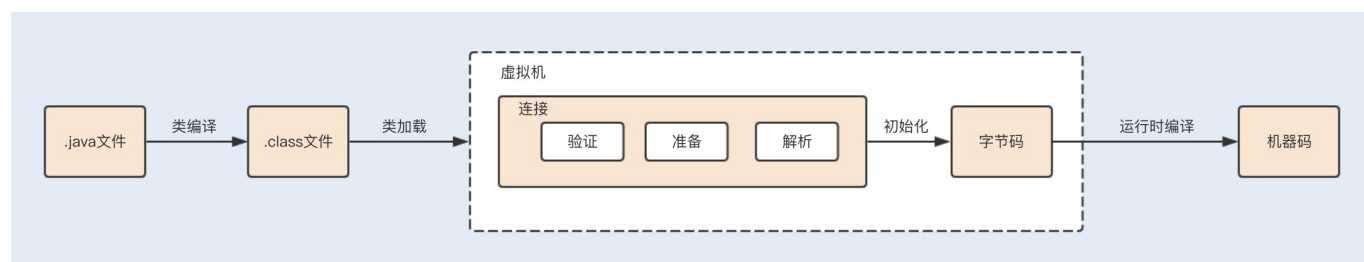 虚拟机
连接
.java文件
类编译
.class文件
类加载
验证
准备
解析
初始化
字节码
运行时编译
机器码